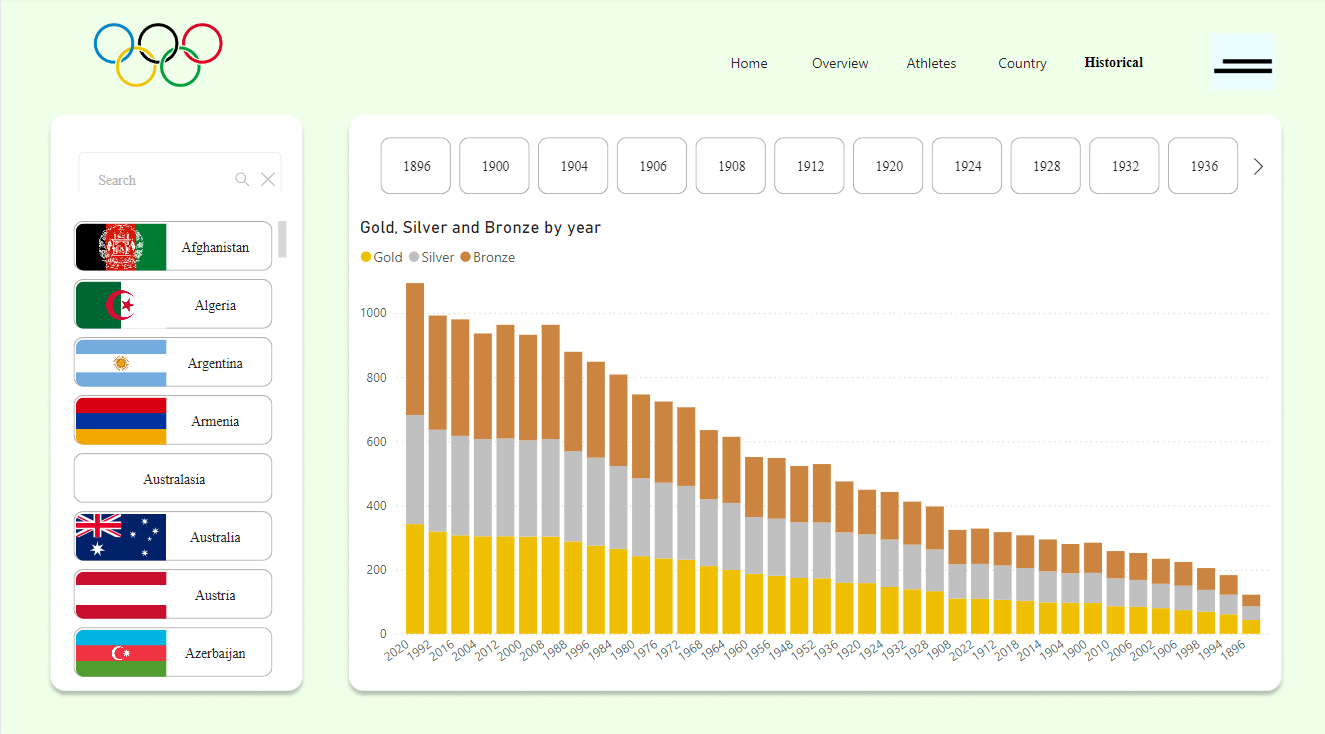 Home Overview Athletes Country Historical
1896 1900 1904 1906 1908 1912 1920 1924 1928 1932 1936
Search
Afghanistan
Algeria
Argentina
Armenia
Australasia
Australia
Austria
Azerbaijan
Gold, Silver and Bronze by year
Gold Silver Bronze
1000
800
600
400
200
0
2020 1992 2016 2004 2012 2000 2008 1988 1996 1984 1980 1976 1972 1968 1964 1960 1956 1948 1952 1936 1920 1924 1932 1928 1908 2022 1912 2018 2014 1904 1900 2010 2006 2002 1906 1998 1994 1896